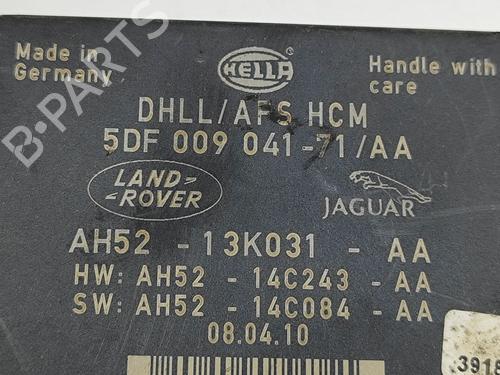 Made in
Germany
HELLA
Handle with
care
DHLL/AFS HCM
5DF 009 041-71/AA
LAND-
-ROVER
JAGUAR
AH52 - 13K031 - AA
HW: AH52 - 14C243 - AA
SW: AH52 - 14C084 - AA
08.04.10
3918